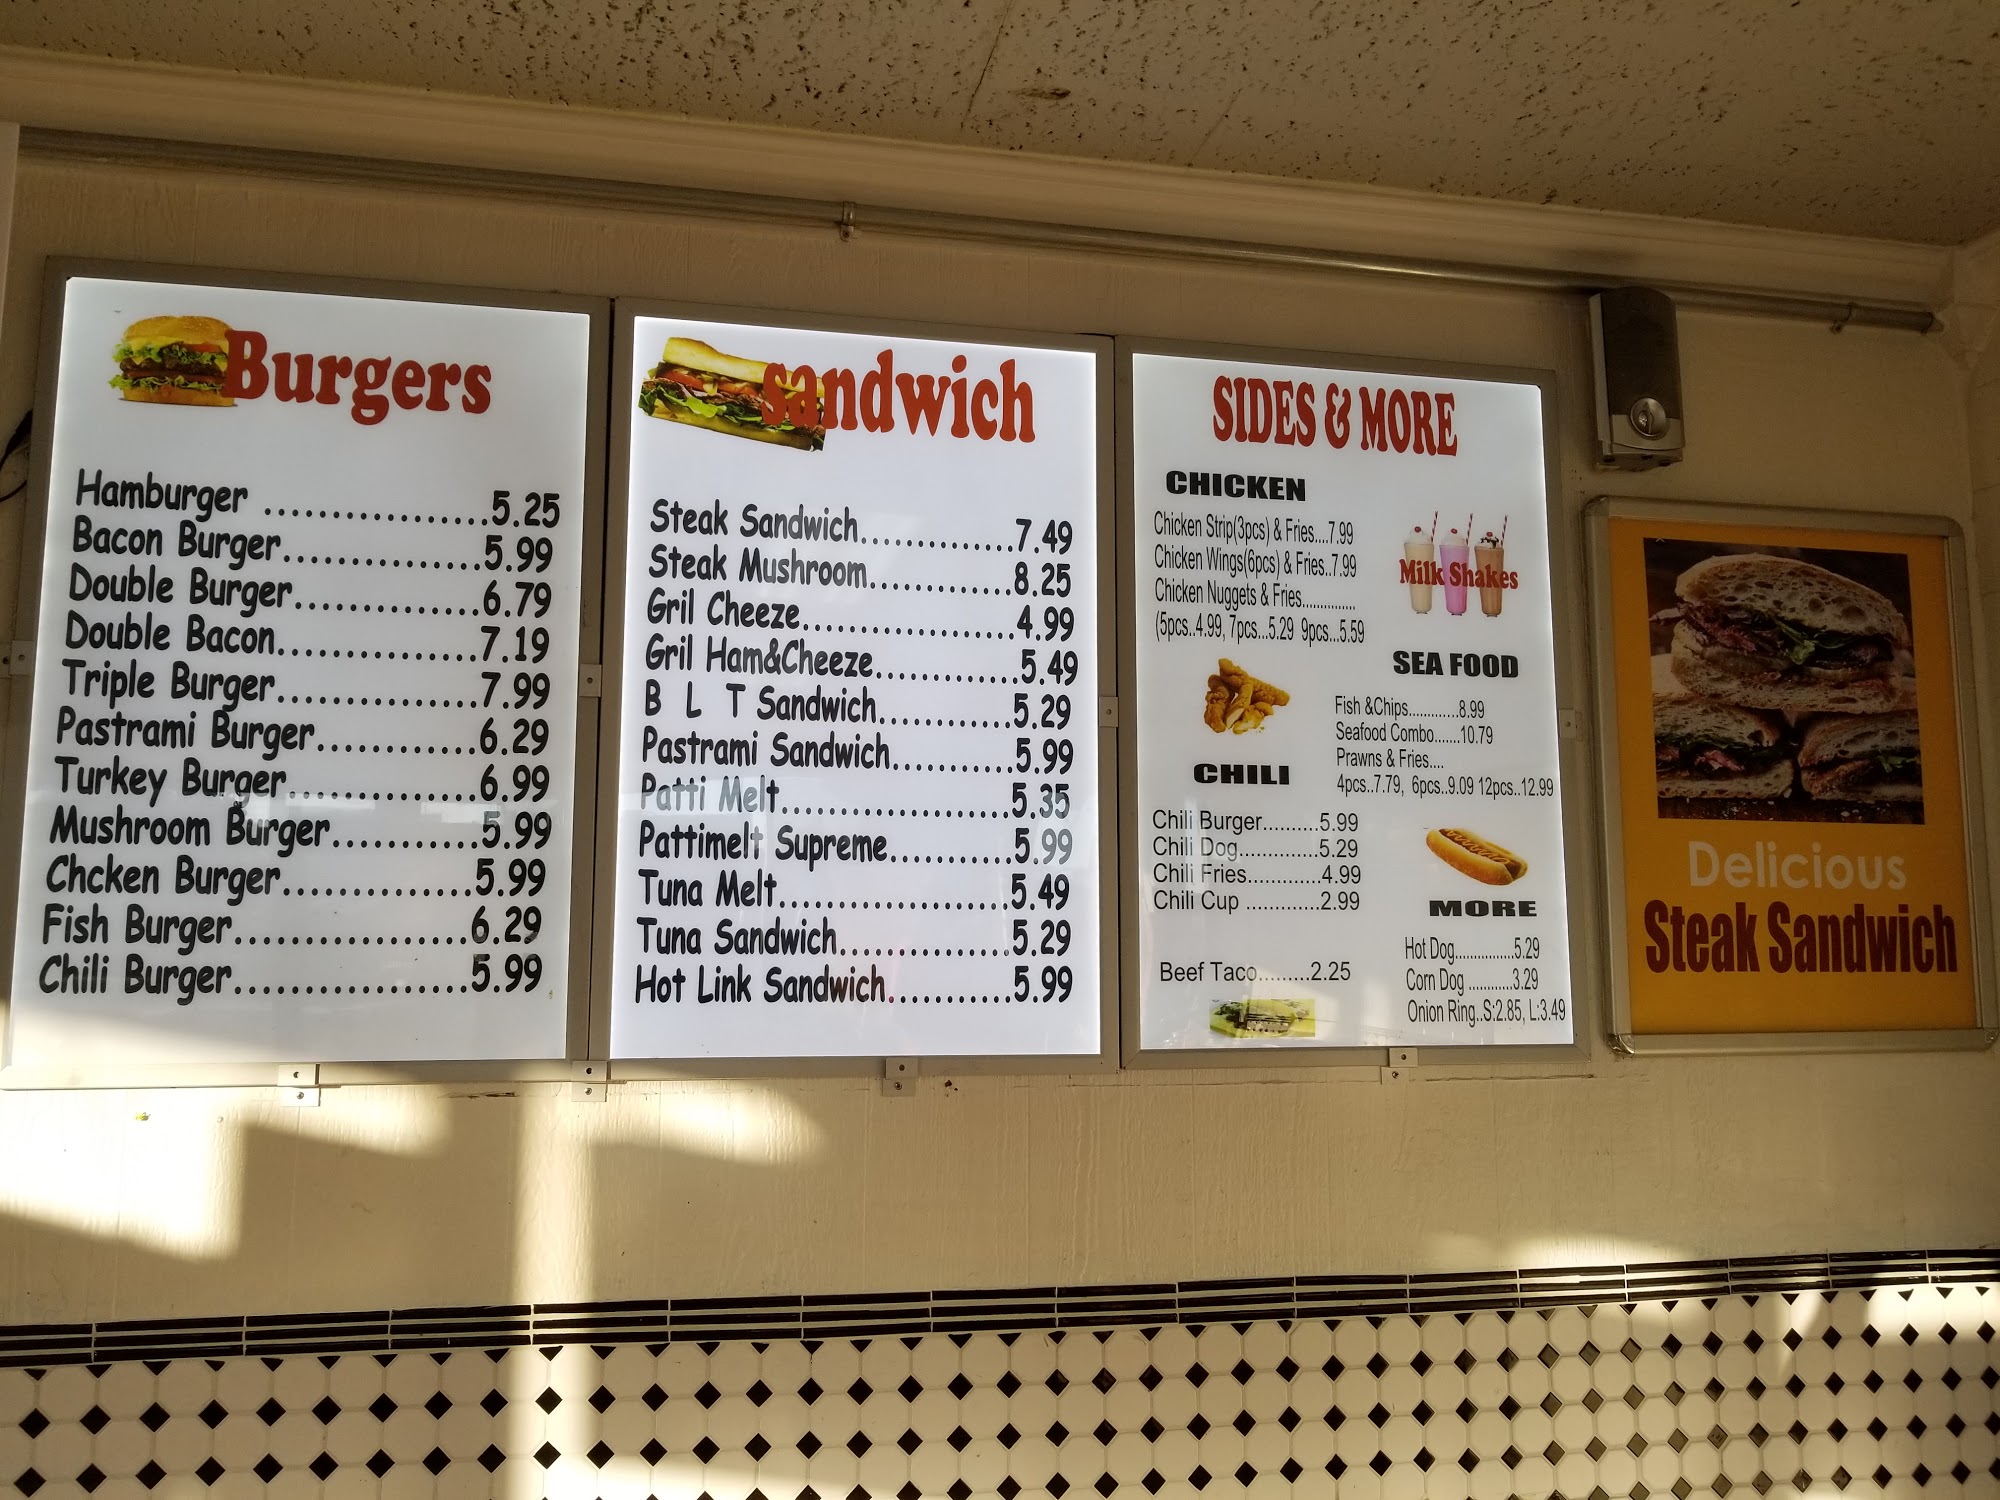 Burgers
Hamburger ..................5.25
Bacon Burger................5.99
Double Burger...............6.79
Double Bacon................7.19
Triple Burger................7.99
Pastrami Burger.............6.29
Turkey Burger...............6.99
Mushroom Burger............5.99
Chcken Burger...............5.99
Fish Burger...................6.29
Chili Burger...................5.99
sandwich
Steak Sandwich.............7.49
Steak Mushroom............8.25
Gril Cheeze..................4.99
Gril Ham&Cheeze............5.49
B L T Sandwich...........5.29
Pastrami Sandwich..........5.99
Patti Melt...................5.35
Pattimelt Supreme..........5.99
Tuna Melt...................5.49
Tuna Sandwich..............5.29
Hot Link Sandwich..........5.99
SIDES & MORE
CHICKEN
Chicken Strip(3pcs) & Fries....7.99
Chicken Wings(6pcs) & Fries..7.99
Chicken Nuggets & Fries...............
(5pcs..4.99, 7pcs...5.29 9pcs...5.59
Milk Shakes
SEA FOOD
Fish &Chips............8.99
Seafood Combo.......10.79
Prawns & Fries....
4pcs..7.79, 6pcs..9.09 12pcs..12.99
CHILI
Chili Burger..........5.99
Chili Dog..............5.29
Chili Fries.............4.99
Chili Cup .............2.99
Beef Taco.........2.25
MORE
Hot Dog................5.29
Corn Dog ............3.29
Onion Ring..S:2.85, L:3.49
Delicious
Steak Sandwich